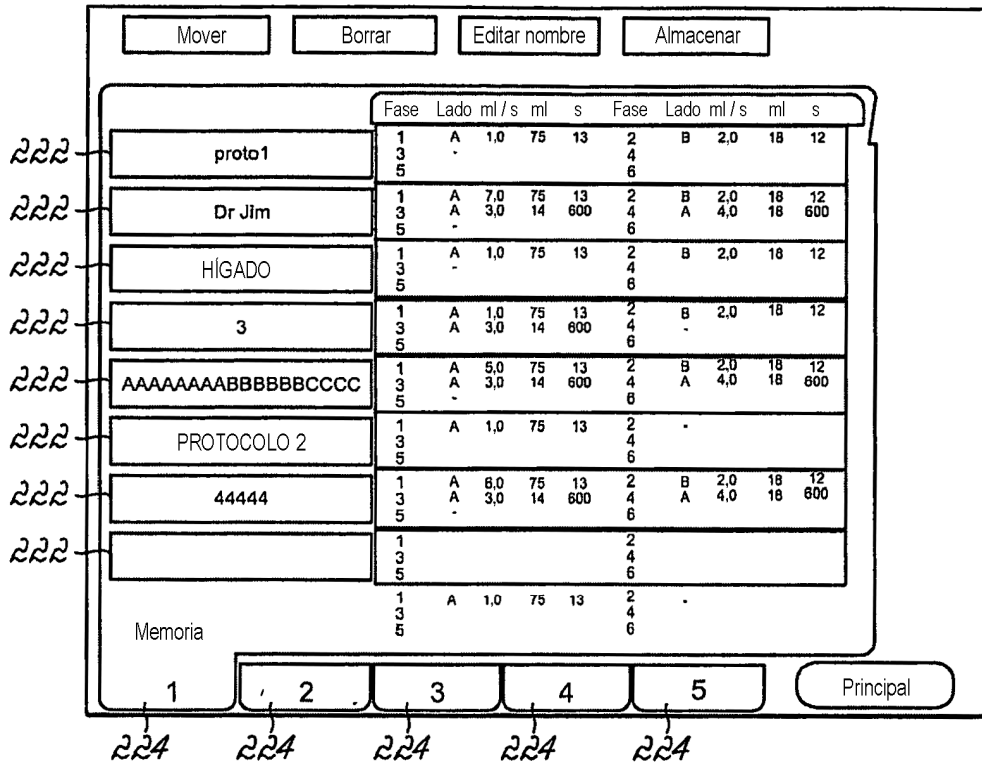 Mover Borrar Editar nombre Almacenar
Fase Lado ml / s ml s Fase Lado ml / s ml s
222 proto1 1 A 1,0 75 13 2 B 2,0 18 12
3 - 4
5 6
222 Dr Jim 1 A 7,0 75 13 2 B 2,0 18 12
3 A 3,0 14 600 4 A 4,0 18 600
5 - 6
222 HÍGADO 1 A 1,0 75 13 2 B 2,0 18 12
3 - 4
5 6
222 3 1 A 1,0 75 13 2 B 2,0 18 12
3 A 3,0 14 600 4 -
5 6
222 AAAAAAAABBBBBBCCCC 1 A 5,0 75 13 2 B 2,0 18 12
3 A 3,0 14 600 4 A 4,0 18 600
5 - 6
222 PROTOCOLO 2 1 A 1,0 75 13 2 -
3 4
5 6
222 44444 1 A 6,0 75 13 2 B 2,0 18 12
3 A 3,0 14 600 4 A 4,0 18 600
5 - 6
222 1 2
3 4
5 6
1 A 1,0 75 13 2 -
3 4
5 6
Memoria
1 2 3 4 5 Principal
224 224 224 224 224